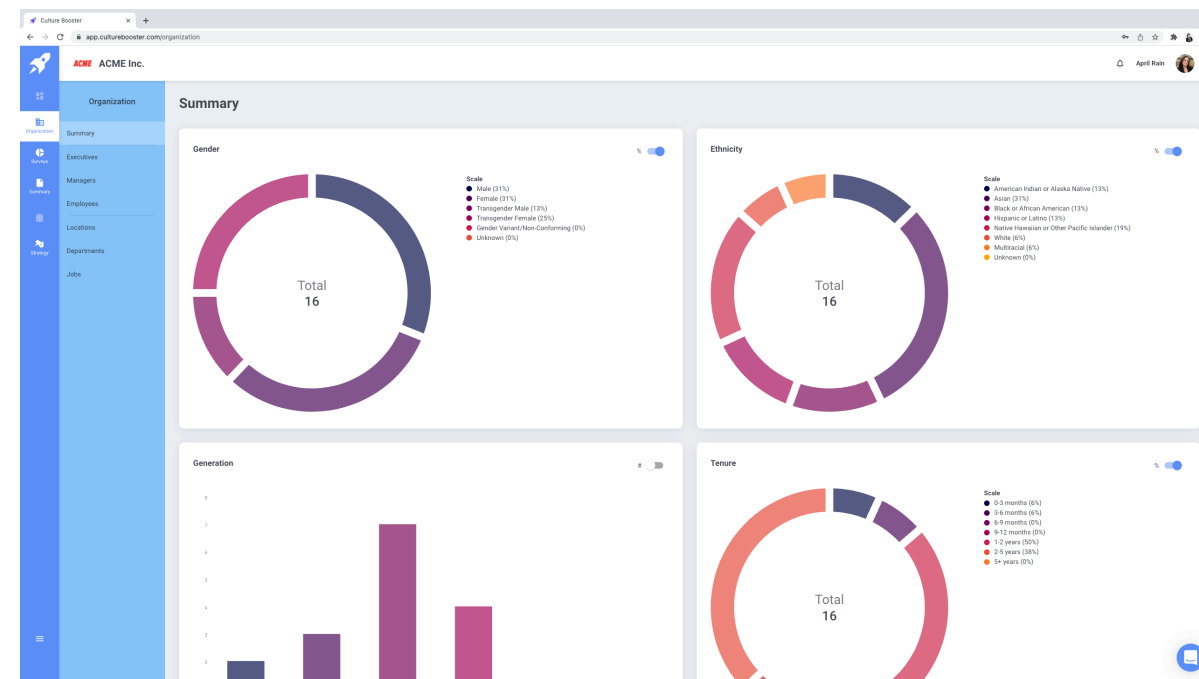 Culture Booster
app.culturebooster.com/organization
ACME ACME Inc.
April Rain
Organization
Surveys
Summary
Strategy
Organization
Summary
Executives
Managers
Employees
Locations
Departments
Jobs
Summary
Gender
%
Total
16
Scale
Male (31%)
Female (31%)
Transgender Male (13%)
Transgender Female (25%)
Gender Variant/Non-Conforming (0%)
Unknown (0%)
Ethnicity
%
Total
16
Scale
American Indian or Alaska Native (13%)
Asian (31%)
Black or African American (13%)
Hispanic or Latino (13%)
Native Hawaiian or Other Pacific Islander (19%)
White (6%)
Multiracial (6%)
Unknown (0%)
Generation
#
8
7
6
5
4
3
2
Tenure
%
Total
16
Scale
0-3 months (6%)
3-6 months (6%)
6-9 months (0%)
9-12 months (0%)
1-2 years (50%)
2-5 years (38%)
5+ years (0%)